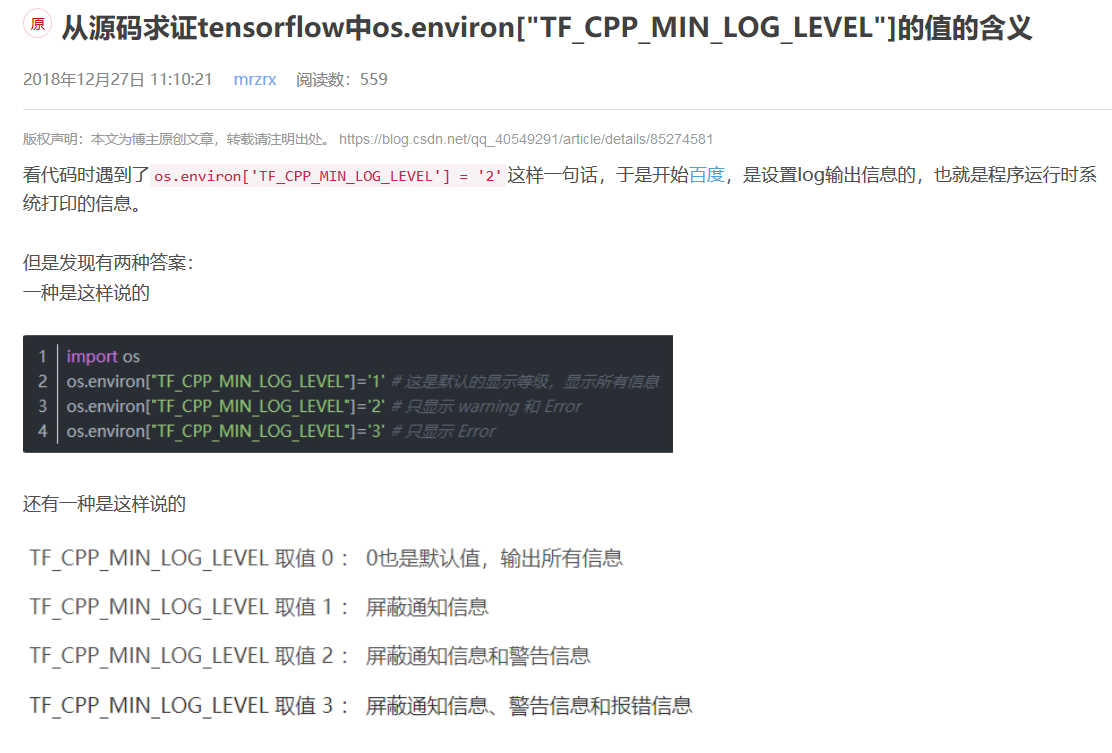 原 从源码求证tensorflow中os.environ["TF_CPP_MIN_LOG_LEVEL"]的值的含义
2018年12月27日 11:10:21 mrzrx 阅读数：559
版权声明：本文为博主原创文章，转载请注明出处。 https://blog.csdn.net/qq_40549291/article/details/85274581
看代码时遇到了os.environ['TF_CPP_MIN_LOG_LEVEL'] = '2'这样一句话，于是开始百度，是设置log输出信息的，也就是程序运行时系
统打印的信息。
但是发现有两种答案：
一种是这样说的
1 import os
2 os.environ["TF_CPP_MIN_LOG_LEVEL"]='1' # 这是默认的显示等级，显示所有信息
3 os.environ["TF_CPP_MIN_LOG_LEVEL"]='2' # 只显示 warning 和 Error
4 os.environ["TF_CPP_MIN_LOG_LEVEL"]='3' # 只显示 Error
还有一种是这样说的
TF_CPP_MIN_LOG_LEVEL 取值 0 ： 0也是默认值，输出所有信息
TF_CPP_MIN_LOG_LEVEL 取值 1 ： 屏蔽通知信息
TF_CPP_MIN_LOG_LEVEL 取值 2 ： 屏蔽通知信息和警告信息
TF_CPP_MIN_LOG_LEVEL 取值 3 ： 屏蔽通知信息、警告信息和报错信息